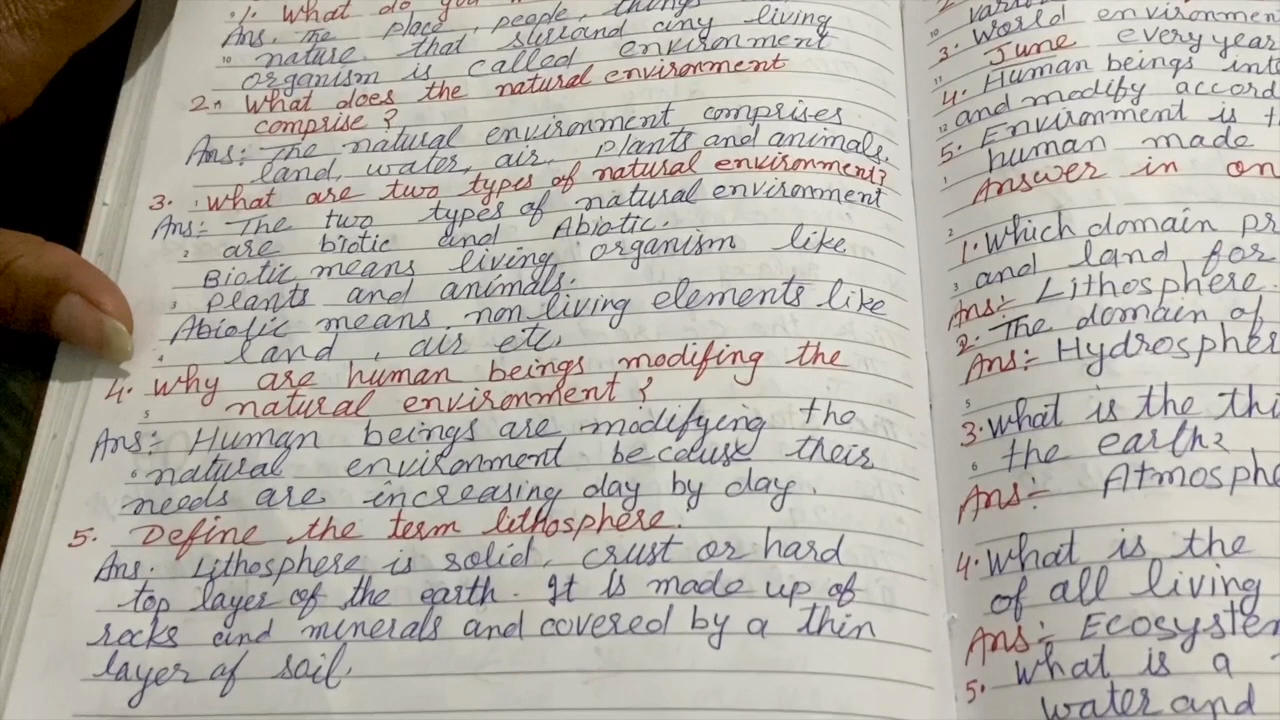 1. What do you
Ans. The place, people, things
nature that surround any living
organism is called environment
2. What does the natural environment
comprise?
Ans:- The natural environment comprises
land, water, air, plants and animals.
3. What are two types of natural environment?
Ans:- The two types of natural environment
are biotic and Abiotic.
Biotic means living organism like
plants and animals.
Abiotic means non living elements like
land, air etc.
4. Why are human beings modifing the
natural environment?
Ans:- Human beings are modifying the
natural environment because their
needs are increasing day by day.
5. Define the term lithosphere.
Ans. Lithosphere is solid, crust or hard
top layer of the earth. It is made up of
rocks and minerals and covered by a thin
layer of soil.
3. World environmen
June every year
4. Human beings int
and modify accord
5. Environment is
human made
Answer in on
1. Which domain pr
and land for
Ans:- Lithosphere.
2. The domain of
Ans:- Hydrospher
3. What is the thi
the earth?
Ans:- Atmosphe
4. What is the
of all living
Ans:- Ecosystem
5. What is a
water and